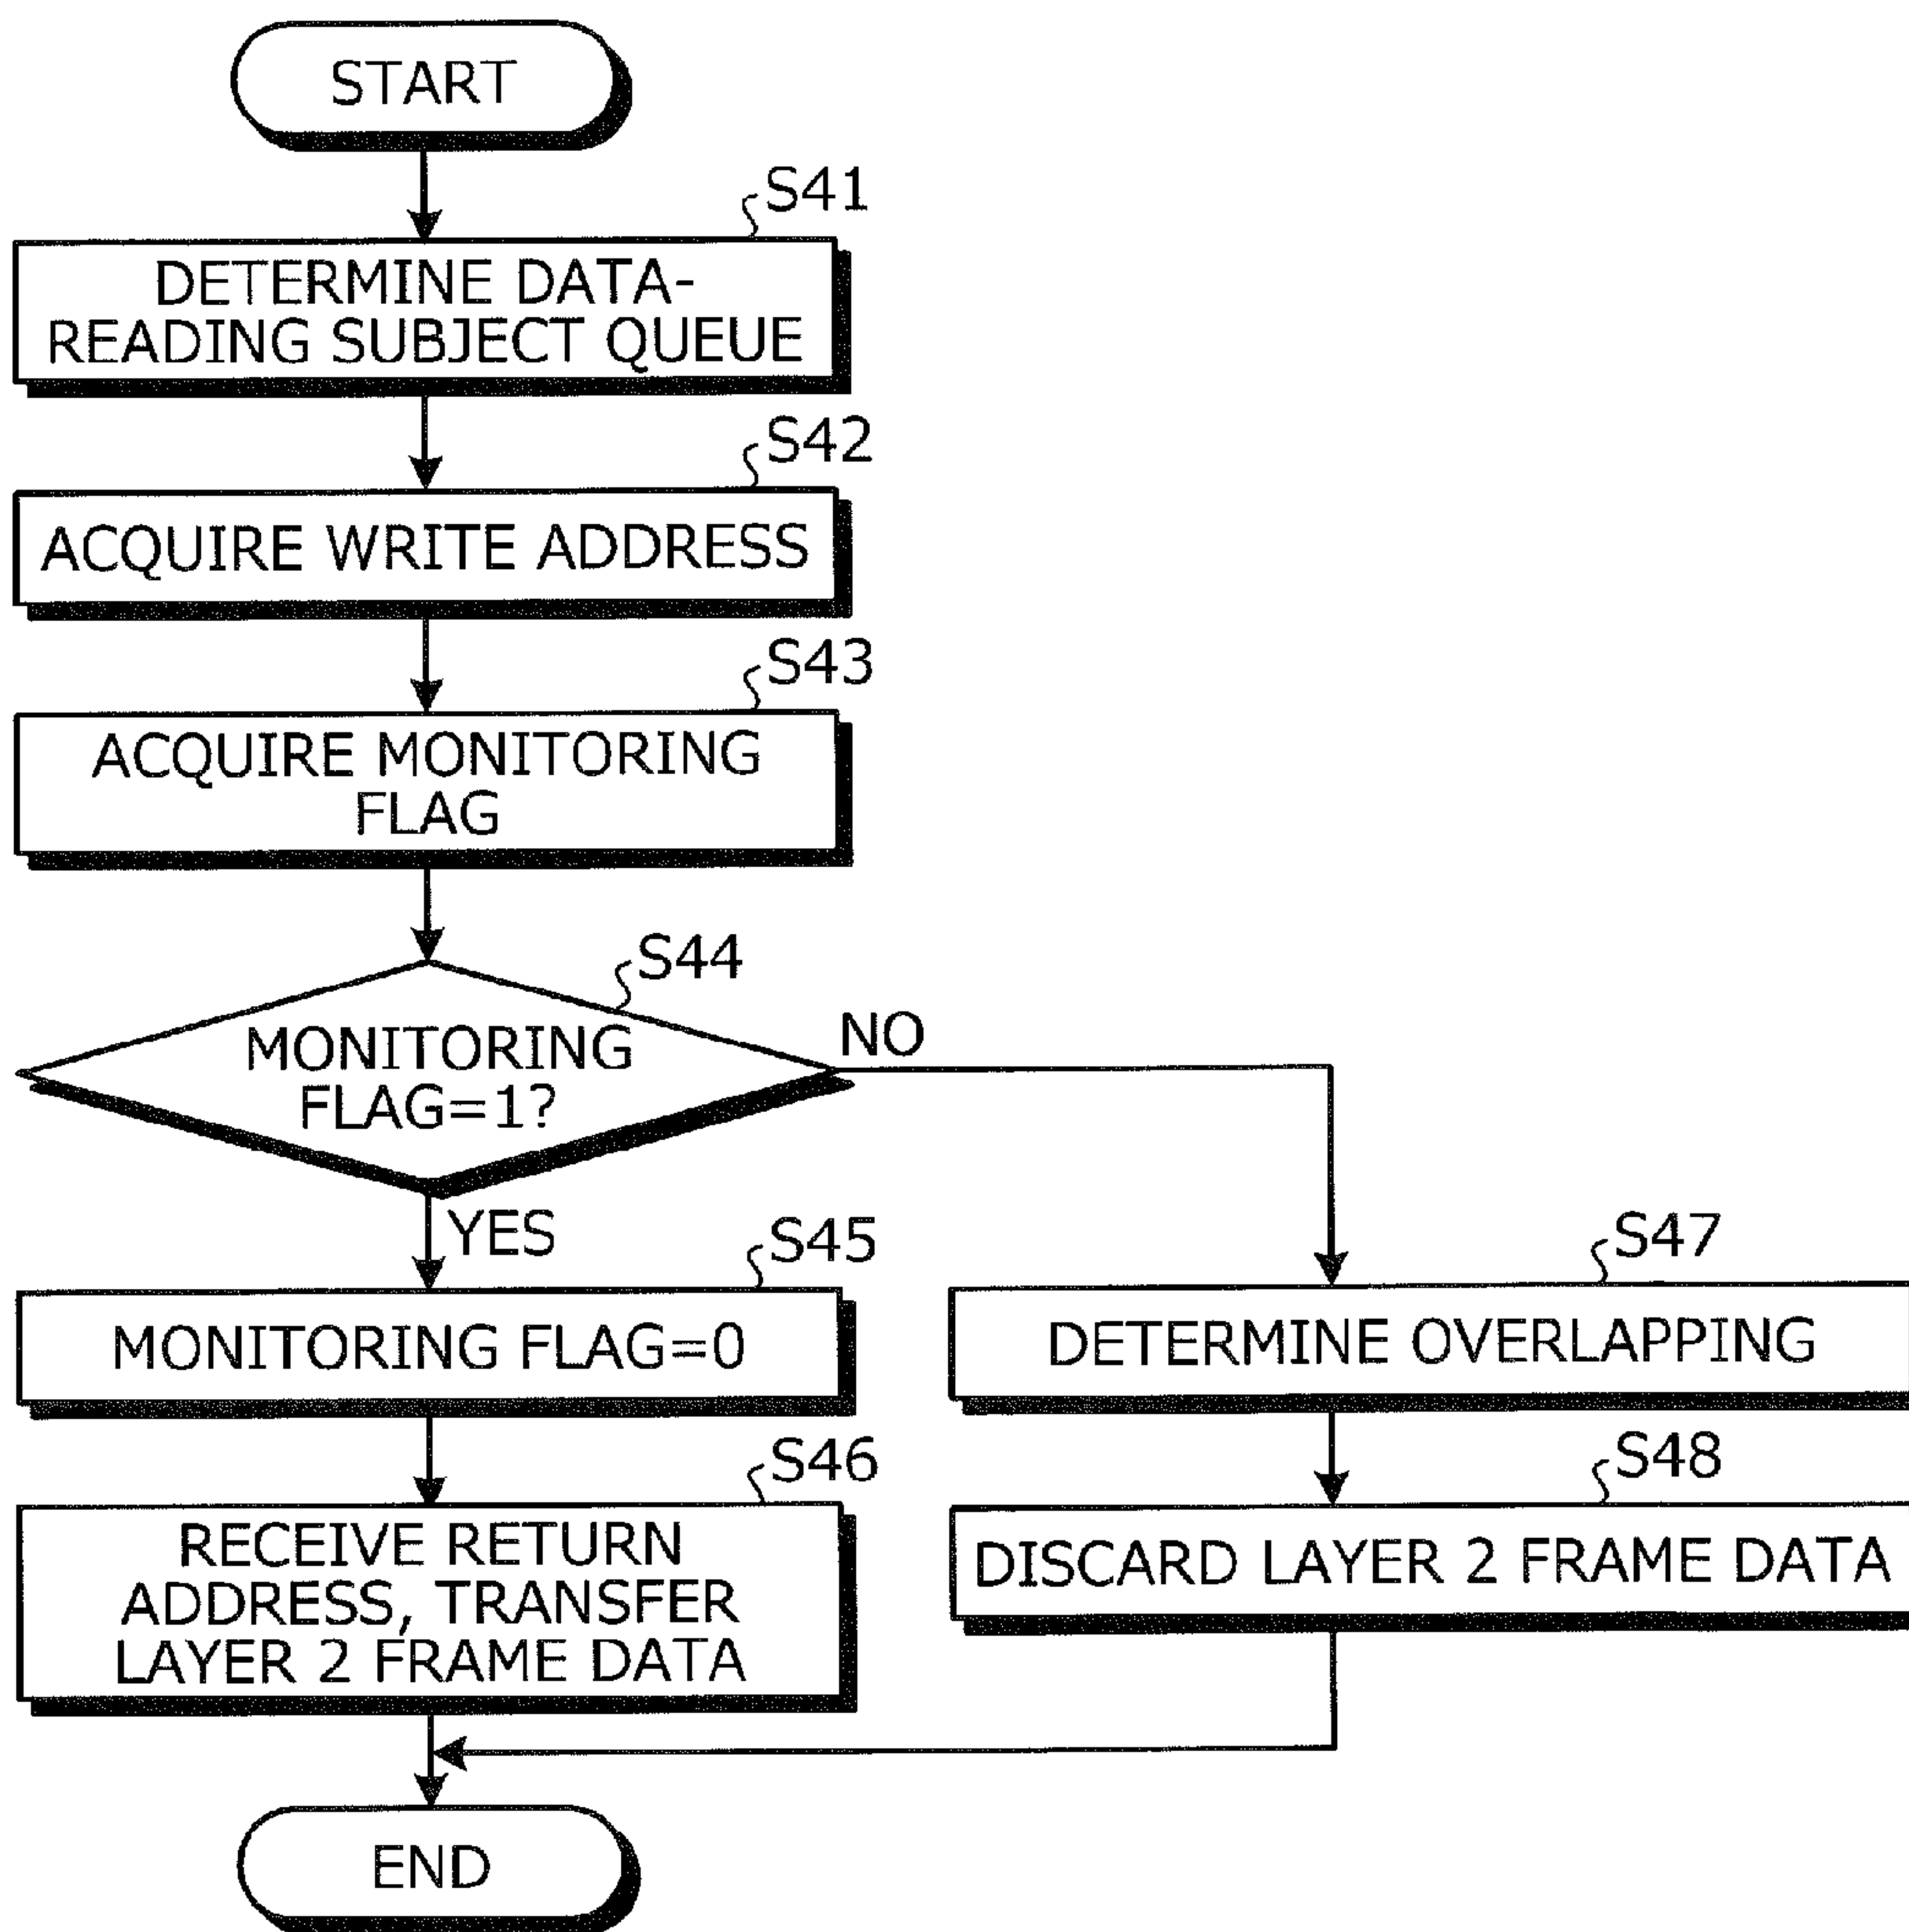 START
S41
DETERMINE DATA-
READING SUBJECT QUEUE
S42
ACQUIRE WRITE ADDRESS
S43
ACQUIRE MONITORING
FLAG
S44
MONITORING
FLAG=1?
NO
YES
S45
MONITORING FLAG=0
S46
RECEIVE RETURN
ADDRESS, TRANSFER
LAYER 2 FRAME DATA
S47
DETERMINE OVERLAPPING
S48
DISCARD LAYER 2 FRAME DATA
END